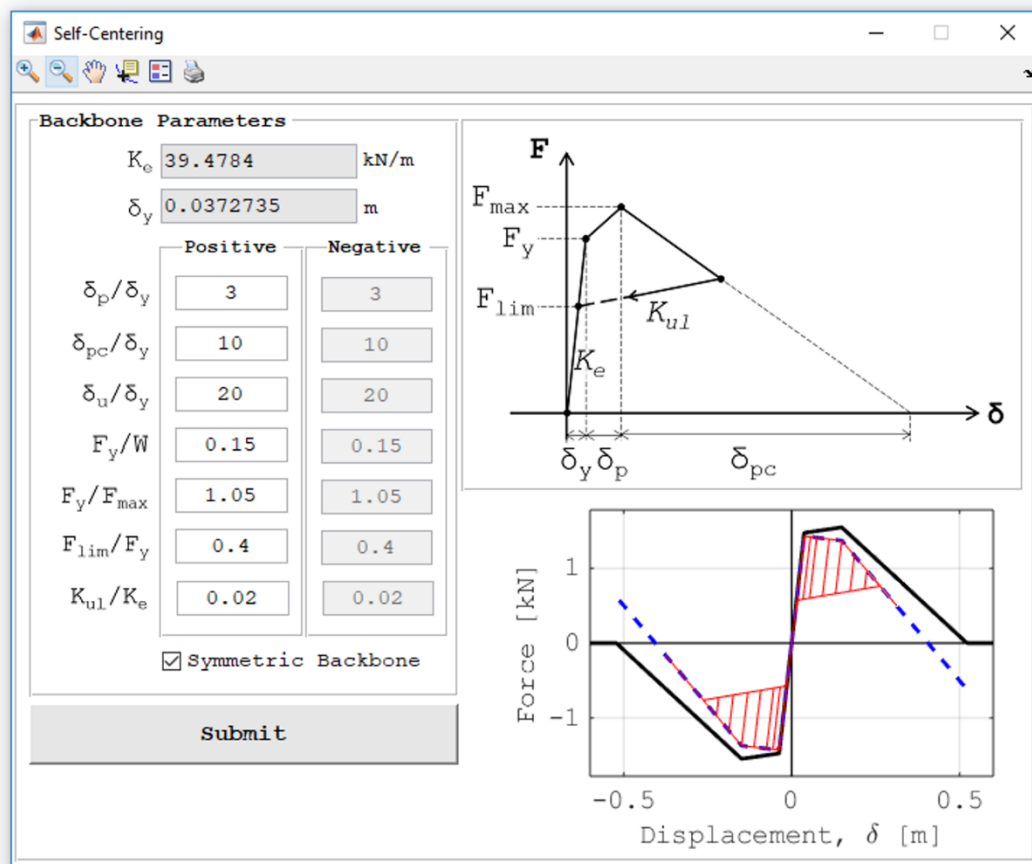 Self-Centering
Backbone Parameters
Kₑ 39.4784 kN/m
δy 0.0372735 m
Positive Negative
δp/δy 3 3
δpc/δy 10 10
δu/δy 20 20
Fy/W 0.15 0.15
Fy/Fmax 1.05 1.05
Flim/Fy 0.4 0.4
Kul/Ke 0.02 0.02
Symmetric Backbone
Submit
F
Fmax
Fy
Flim
Kul
Ke
δ
δy δp δpc
Force [kN]
1
0
-1
-0.5 0 0.5
Displacement, δ [m]